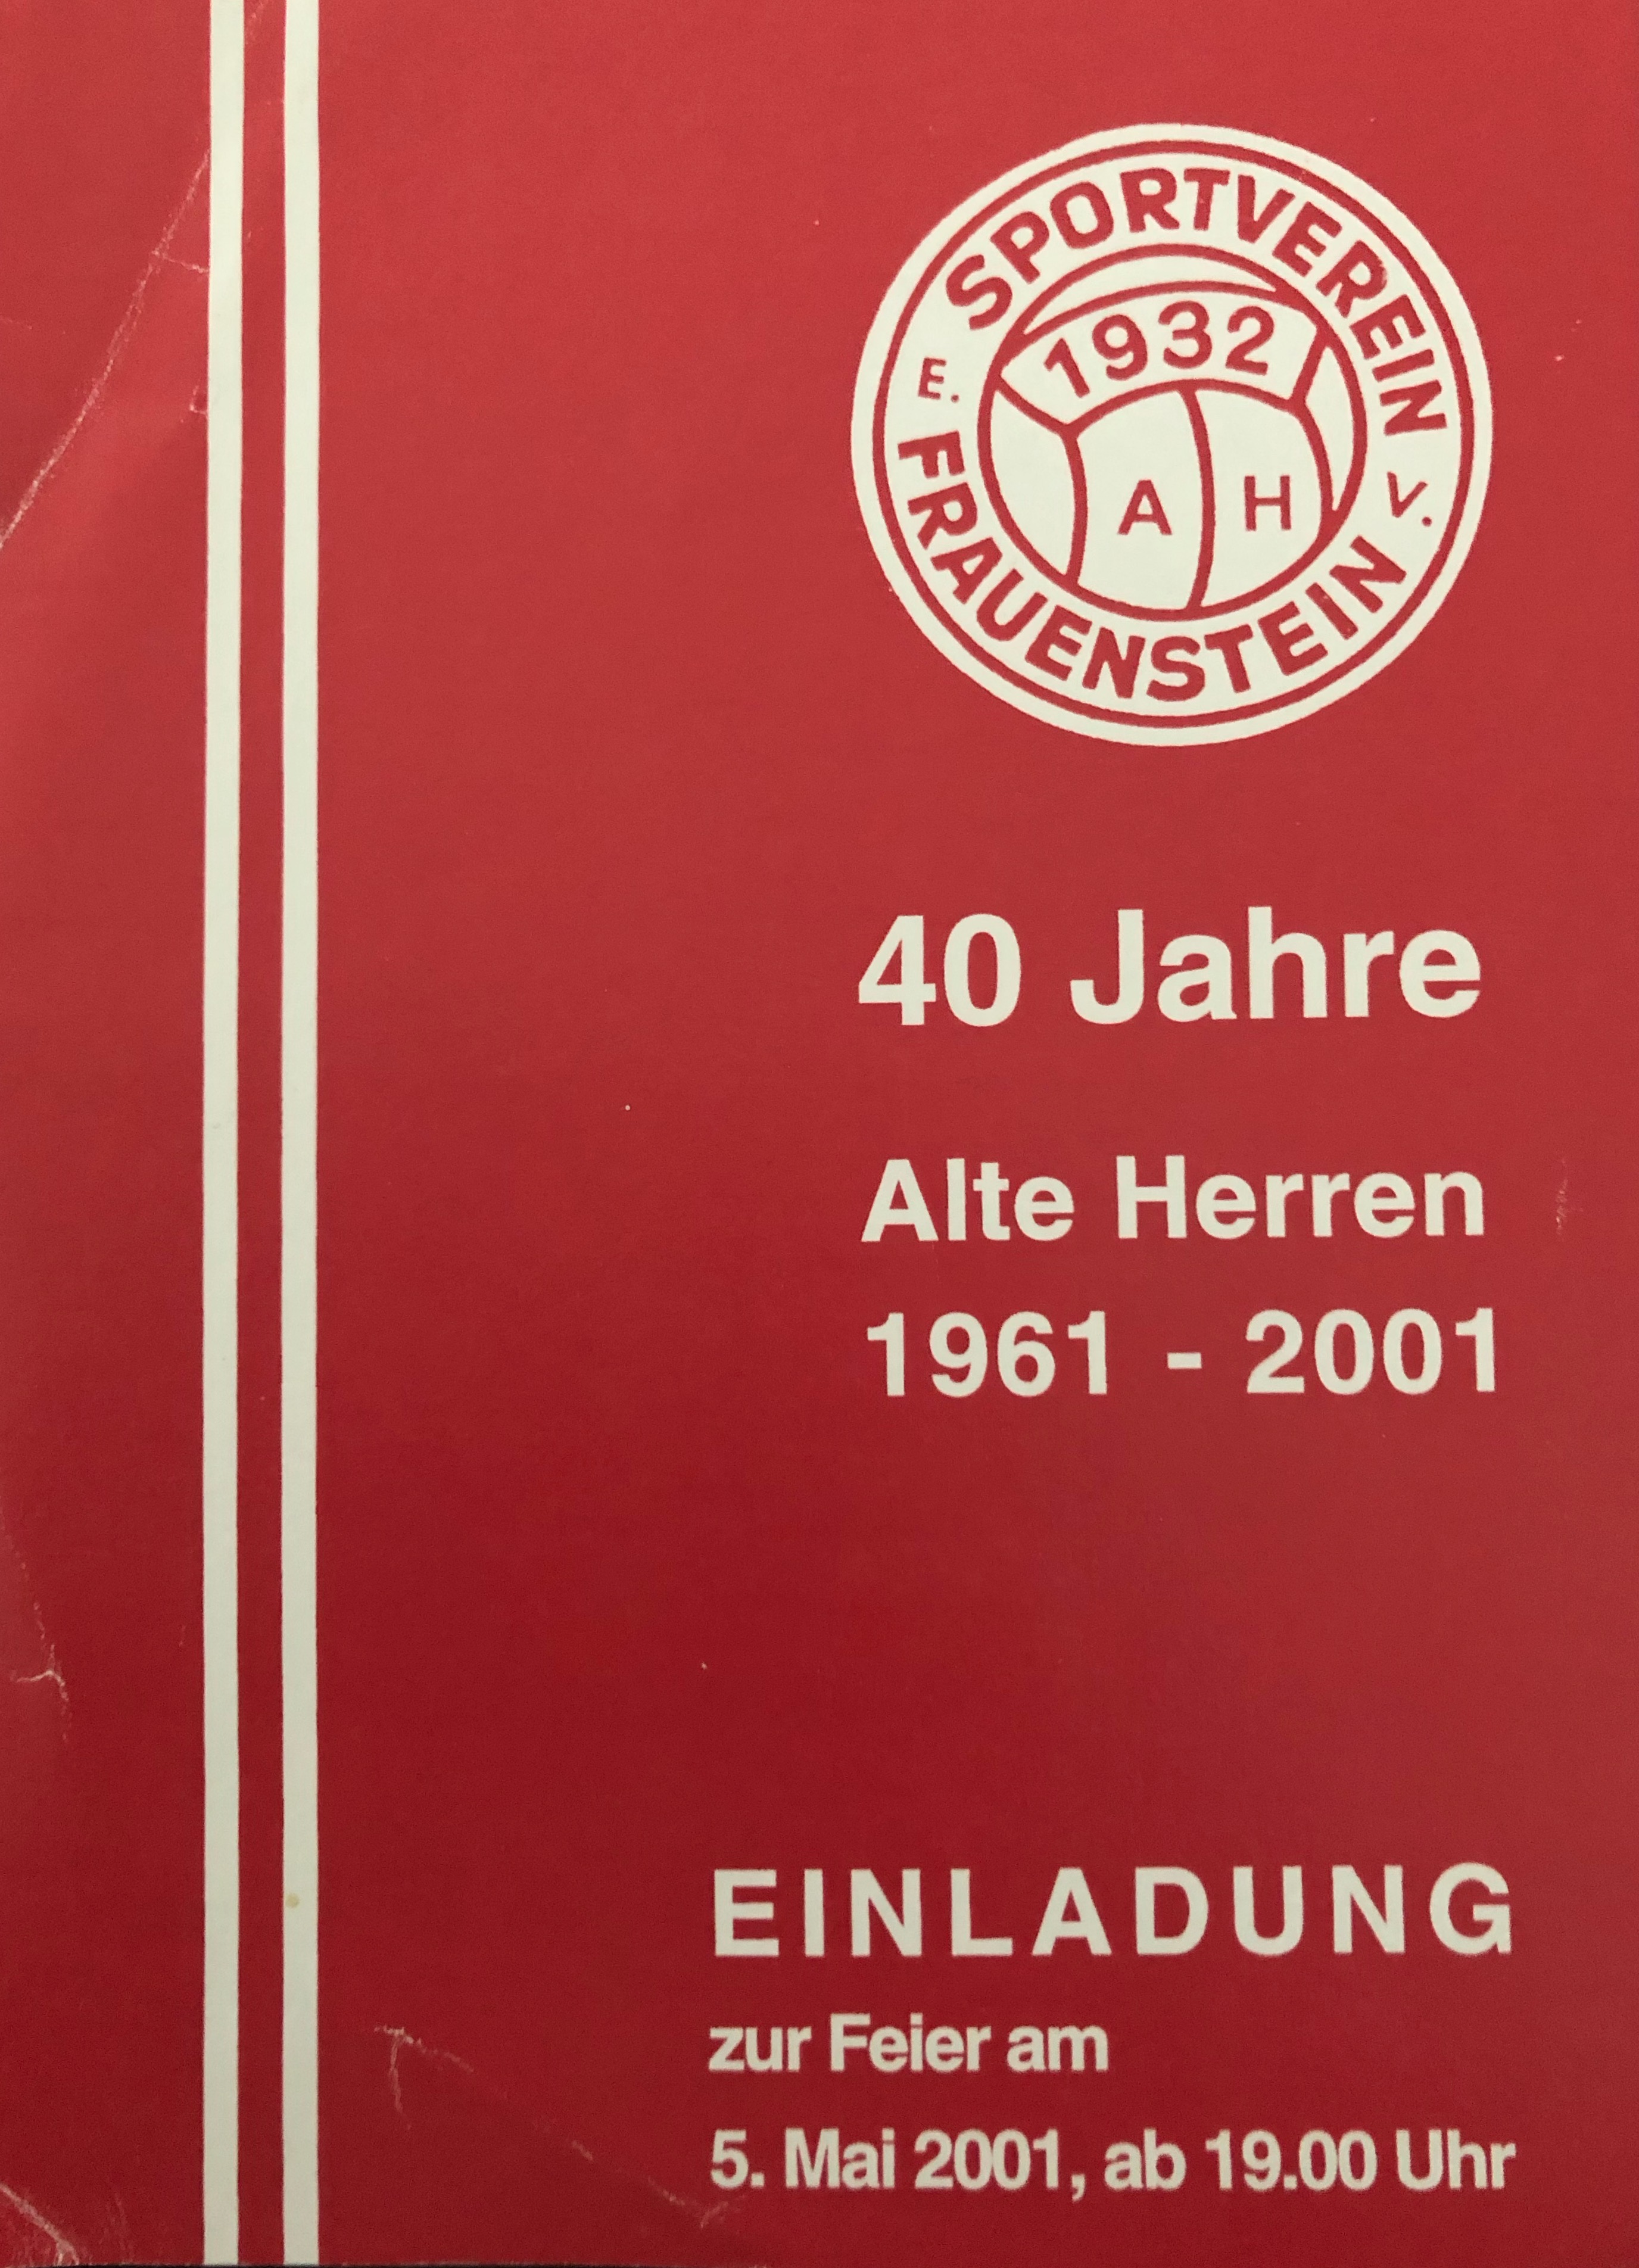 SPORTVEREIN
E. V.
FRAUENSTEIN
1932
A H
40 Jahre
Alte Herren
1961 - 2001
EINLADUNG
zur Feier am
5. Mai 2001, ab 19.00 Uhr